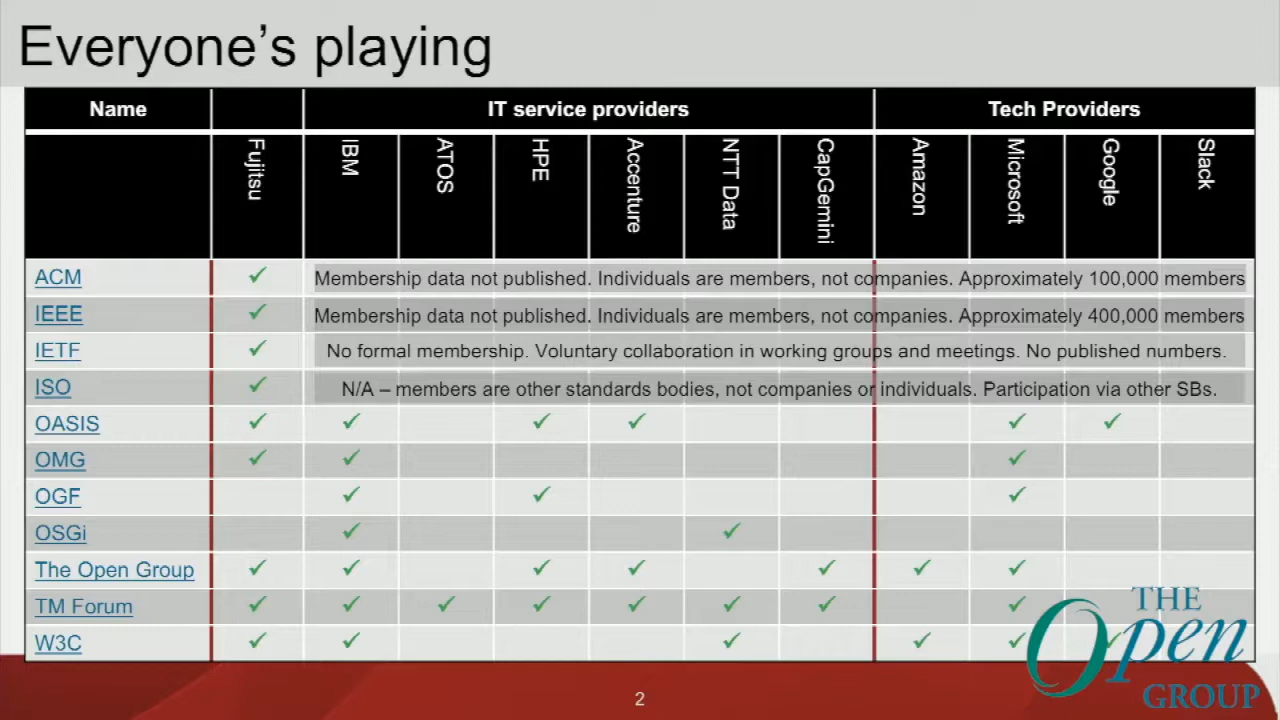 Everyone's playing
Name IT service providers Tech Providers
Fujitsu IBM ATOS HPE Accenture NTT Data CapGemini Amazon Microsoft Google Slack
ACM ✓ Membership data not published. Individuals are members, not companies. Approximately 100,000 members
IEEE ✓ Membership data not published. Individuals are members, not companies. Approximately 400,000 members
IETF ✓ No formal membership. Voluntary collaboration in working groups and meetings. No published numbers.
ISO ✓ N/A – members are other standards bodies, not companies or individuals. Participation via other SBs.
OASIS ✓ ✓ ✓ ✓ ✓ ✓
OMG ✓ ✓ ✓
OGF ✓ ✓ ✓
OSGi ✓ ✓
The Open Group ✓ ✓ ✓ ✓ ✓ ✓ ✓
TM Forum ✓ ✓ ✓ ✓ ✓ ✓ ✓ ✓
W3C ✓ ✓ ✓ ✓ ✓ ✓
2
THE
Open
GROUP